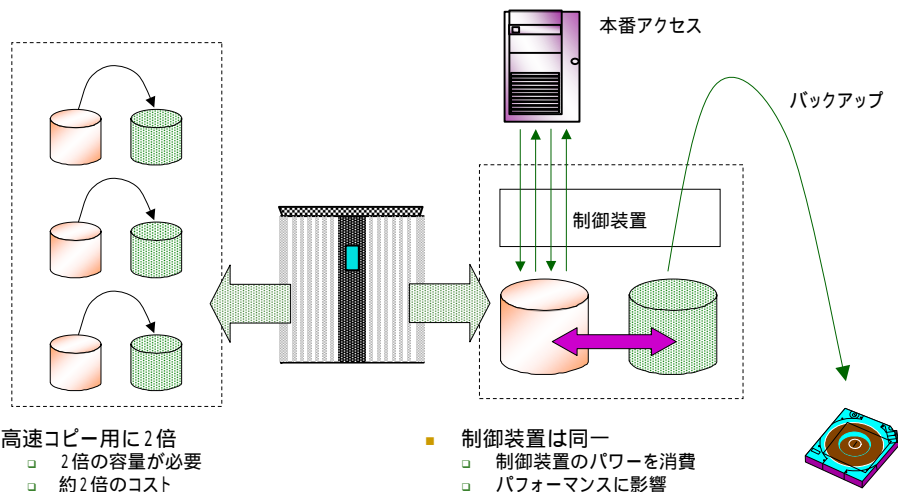 本番アクセス
バックアップ
制御装置
高速コピー用に2倍
2倍の容量が必要
約2倍のコスト
制御装置は同一
制御装置のパワーを消費
パフォーマンスに影響